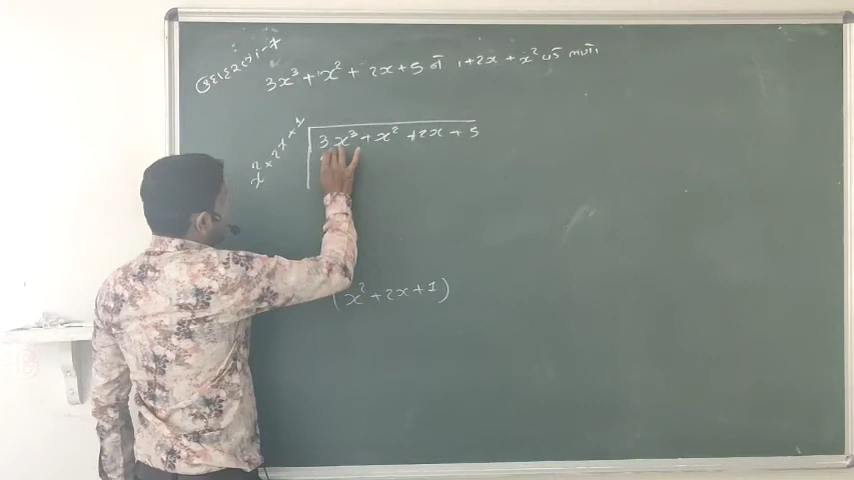 ઉદાહરણ :- 7
3x³ + x² + 2x + 5 ને 1 + 2x + x² વડે ભાગો
x² + 2x + 1
3x³ + x² + 2x + 5
(x² + 2x + 1)